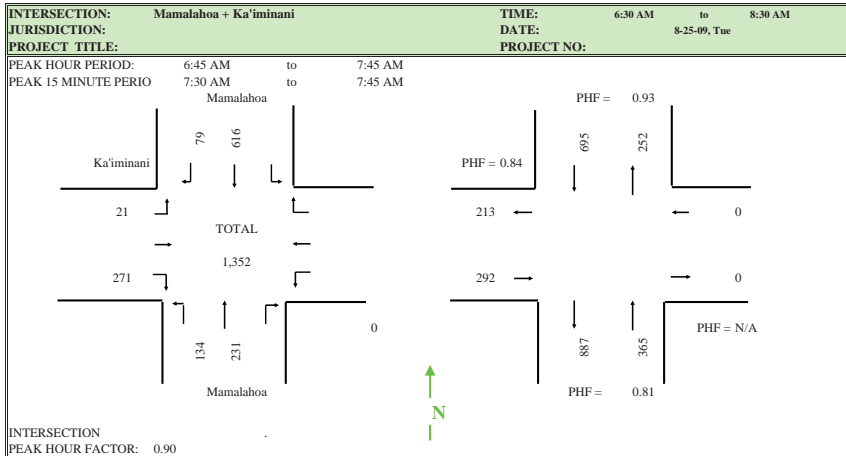 INTERSECTION: Mamalahoa + Ka'iminani TIME: 6:30 AM to 8:30 AM
JURISDICTION: DATE: 8-25-09, Tue
PROJECT TITLE: PROJECT NO:
PEAK HOUR PERIOD: 6:45 AM to 7:45 AM
PEAK 15 MINUTE PERIO 7:30 AM to 7:45 AM
Mamalahoa PHF = 0.93
79 616 695 252
Ka'iminani PHF = 0.84
21 213 0
TOTAL
1,352
271 292 0
0 PHF = N/A
134 231 887 365
Mamalahoa PHF = 0.81
N
INTERSECTION .
PEAK HOUR FACTOR: 0.90